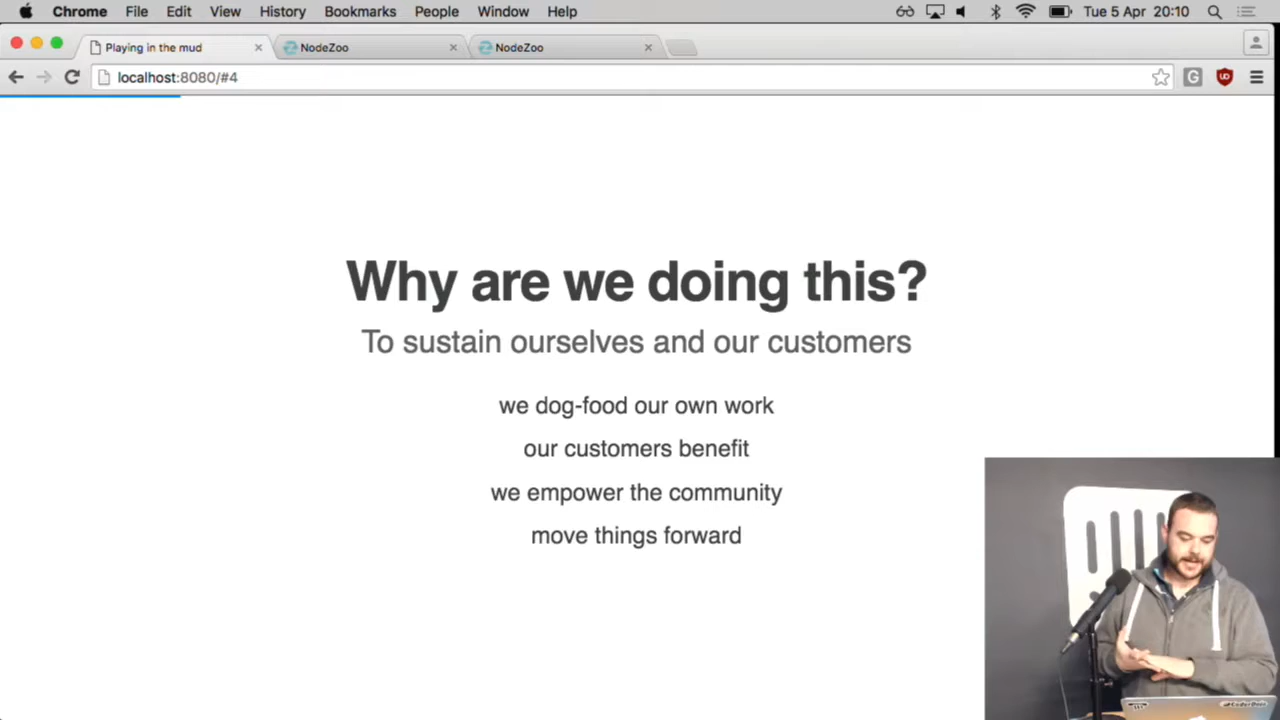 Chrome File Edit View History Bookmarks People Window Help Tue 5 Apr 20:10
Playing in the mud NodeZoo NodeZoo
localhost:8080/#4
Why are we doing this?
To sustain ourselves and our customers
we dog-food our own work
our customers benefit
we empower the community
move things forward